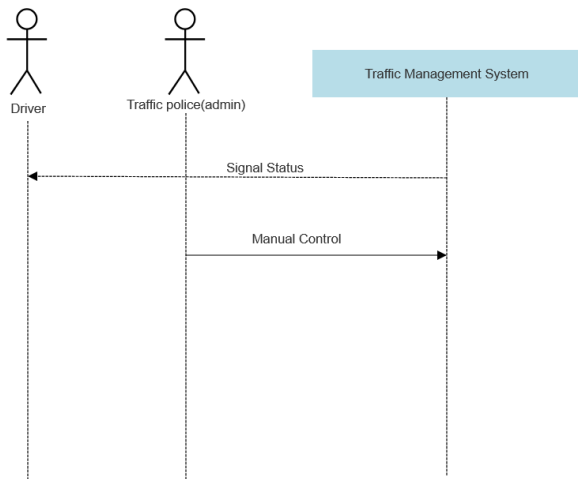 Traffic Management System
Driver
Traffic police(admin)
Signal Status
Manual Control